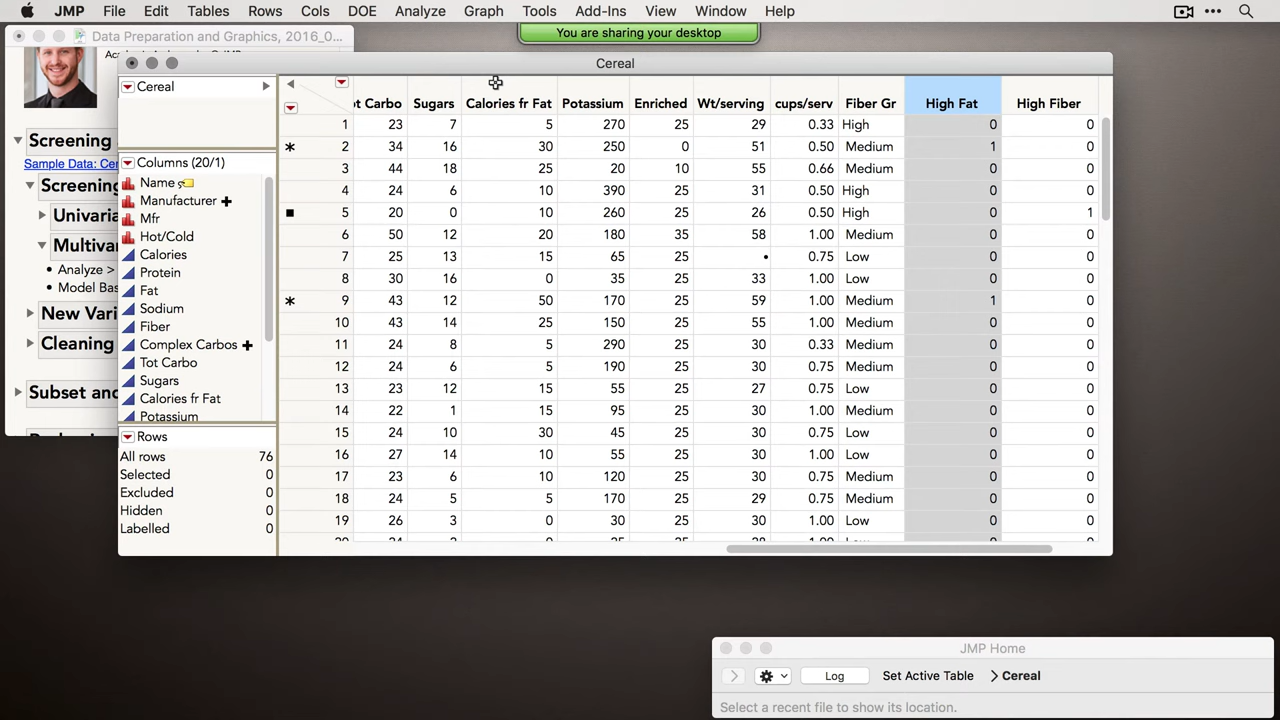 JMP File Edit Tables Rows Cols DOE Analyze Graph Tools Add-Ins View Window Help
You are sharing your desktop
Data Preparation and Graphics, 2016_0...
Cereal
Screening
Sample Data: Cer
Screening
Univaria
Multivar
Analyze >
Model Bas
New Vari
Cleaning
Subset and
Cereal
Columns (20/1)
Name
Manufacturer
Mfr
Hot/Cold
Calories
Protein
Fat
Sodium
Fiber
Complex Carbos
Tot Carbo
Sugars
Calories fr Fat
Potassium
Rows
All rows 76
Selected 0
Excluded 0
Hidden 0
Labelled 0
ot Carbo Sugars Calories fr Fat Potassium Enriched Wt/serving cups/serv Fiber Gr High Fat High Fiber
1 23 7 5 270 25 29 0.33 High 0 0
2 34 16 30 250 0 51 0.50 Medium 1 0
3 44 18 25 20 10 55 0.66 Medium 0 0
4 24 6 10 390 25 31 0.50 High 0 0
5 20 0 10 260 25 26 0.50 High 0 1
6 50 12 20 180 35 58 1.00 Medium 0 0
7 25 13 15 65 25 • 0.75 Low 0 0
8 30 16 0 35 25 33 1.00 Low 0 0
9 43 12 50 170 25 59 1.00 Medium 1 0
10 43 14 25 150 25 55 1.00 Medium 0 0
11 24 8 5 290 25 30 0.33 Medium 0 0
12 24 6 5 190 25 30 0.75 Medium 0 0
13 23 12 15 55 25 27 0.75 Low 0 0
14 22 1 15 95 25 30 1.00 Medium 0 0
15 24 10 30 45 25 30 0.75 Low 0 0
16 27 14 10 55 25 30 1.00 Low 0 0
17 23 6 10 120 25 30 0.75 Medium 0 0
18 24 5 5 170 25 29 0.75 Medium 0 0
19 26 3 0 30 25 30 1.00 Low 0 0
JMP Home
Log Set Active Table Cereal
Select a recent file to show its location.